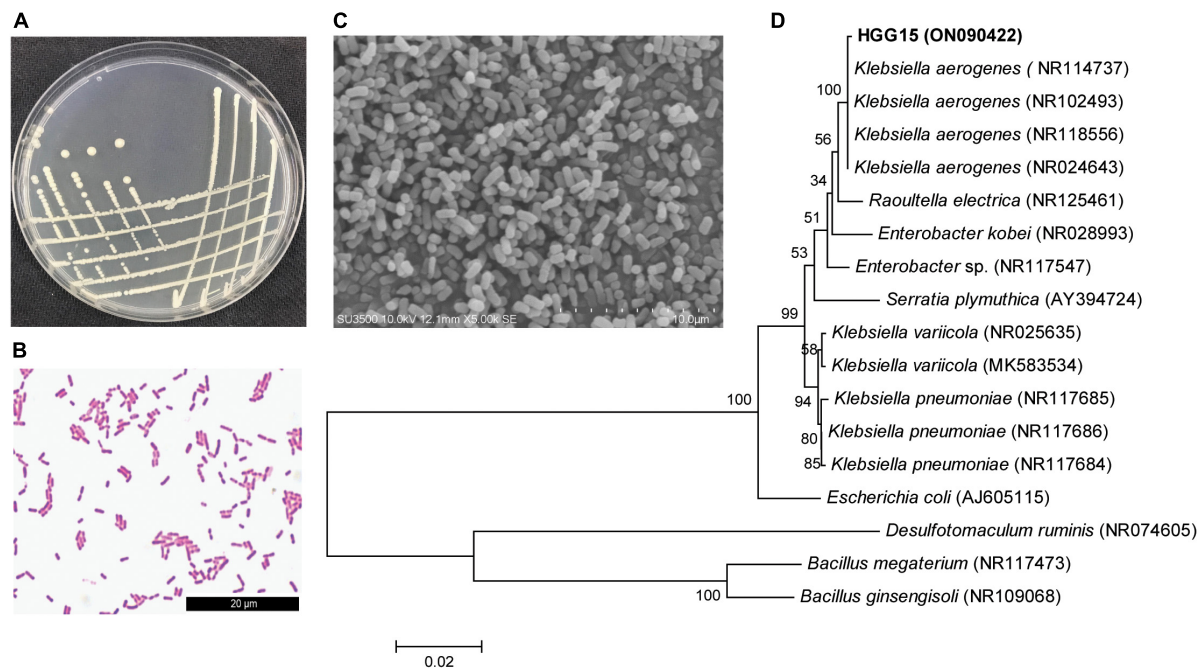 A
C
D
B
SU3500 10.0kV 12.1mm X5.00k SE
10.0µm
20 µm
HGG15 (ON090422)
Klebsiella aerogenes ( NR114737)
Klebsiella aerogenes (NR102493)
Klebsiella aerogenes (NR118556)
Klebsiella aerogenes (NR024643)
Raoultella electrica (NR125461)
Enterobacter kobei (NR028993)
Enterobacter sp. (NR117547)
Serratia plymuthica (AY394724)
Klebsiella variicola (NR025635)
Klebsiella variicola (MK583534)
Klebsiella pneumoniae (NR117685)
Klebsiella pneumoniae (NR117686)
Klebsiella pneumoniae (NR117684)
Escherichia coli (AJ605115)
Desulfotomaculum ruminis (NR074605)
Bacillus megaterium (NR117473)
Bacillus ginsengisoli (NR109068)
100
56
34
51
53
99
58
94
80
85
100
100
0.02